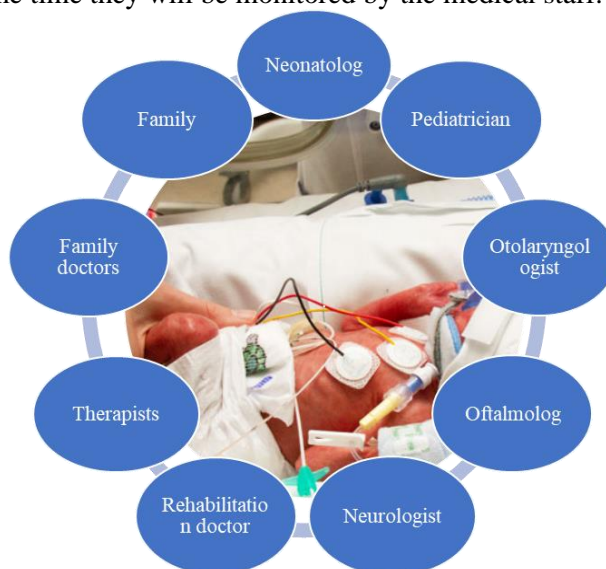 ne time they will be monitored by the medical staff.
Neonatolog
Pediatrician
Otolaryngol
ogist
Oftalmolog
Neurologist
Rehabilitatio
n doctor
Therapists
Family
doctors
Family